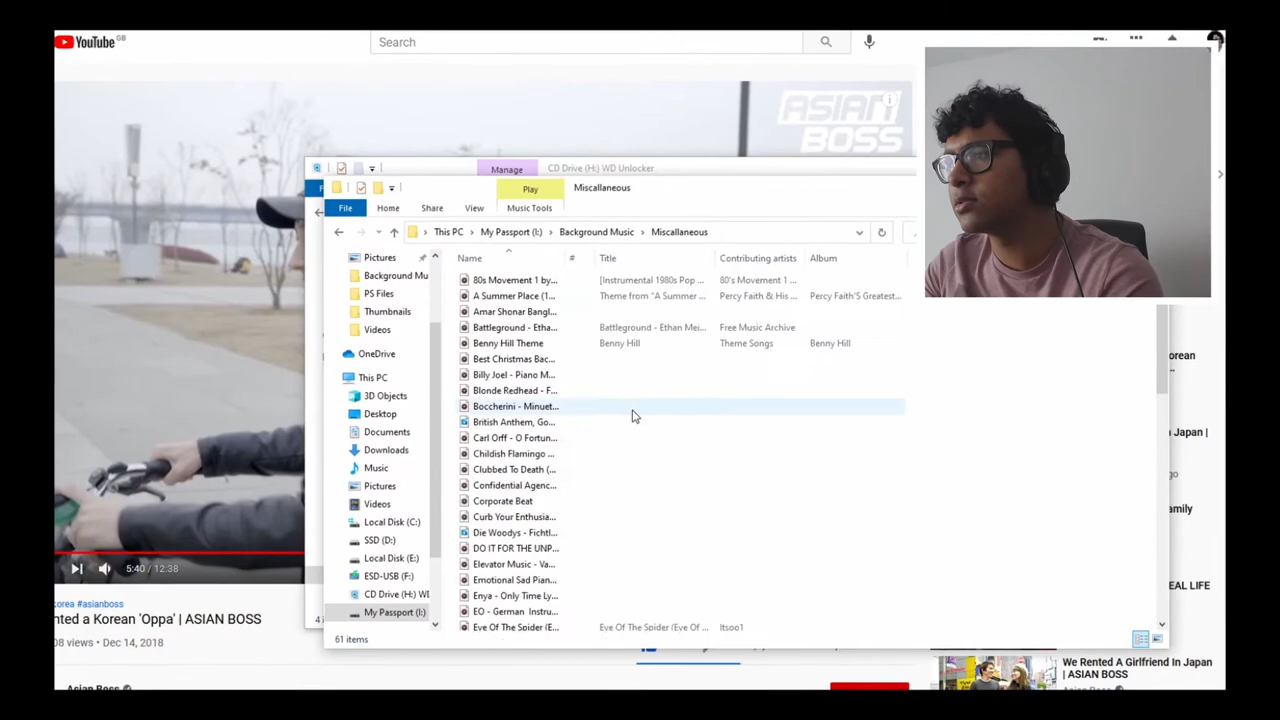 YouTube GB
Search
ASIAN
BOSS
Manage
CD Drive (H:) WD Unlocker
Play
Miscallaneous
File
Home
Share
View
Music Tools
This PC
My Passport (I:)
Background Music
Miscallaneous
Name
#
Title
Contributing artists
Album
Pictures
Background Mu
PS Files
Thumbnails
Videos
OneDrive
This PC
3D Objects
Desktop
Documents
Downloads
Music
Pictures
Videos
Local Disk (C:)
SSD (D:)
Local Disk (E:)
ESD-USB (F:)
CD Drive (H:) WD
My Passport (I:)
80s Movement 1 by... [Instrumental 1980s Pop ... 80's Movement 1 ...
A Summer Place (1... Theme from "A Summer ... Percy Faith & His ... Percy Faith'S Greatest...
Amar Shonar Bangl...
Battleground - Etha... Battleground - Ethan Mei... Free Music Archive
Benny Hill Theme Benny Hill Theme Songs Benny Hill
Best Christmas Bac...
Billy Joel - Piano M...
Blonde Redhead - F...
Boccherini - Minuet...
British Anthem, Go...
Carl Orff - O Fortun...
Childish Flamingo ...
Clubbed To Death (...
Confidential Agenc...
Corporate Beat
Curb Your Enthusia...
Die Woodys - Fichtl...
DO IT FOR THE UNP...
Elevator Music - Va...
Emotional Sad Pian...
Enya - Only Time Ly...
EO - German Instru...
Eve Of The Spider (E... Eve Of The Spider (Eve Of ... Itsoo1
61 items
5:40 / 12:38
korea #asianboss
nted a Korean 'Oppa' | ASIAN BOSS
08 views • Dec 14, 2018
Asian Boss
orean
n Japan |
go
amily
EAL LIFE
We Rented A Girlfriend In Japan
| ASIAN BOSS